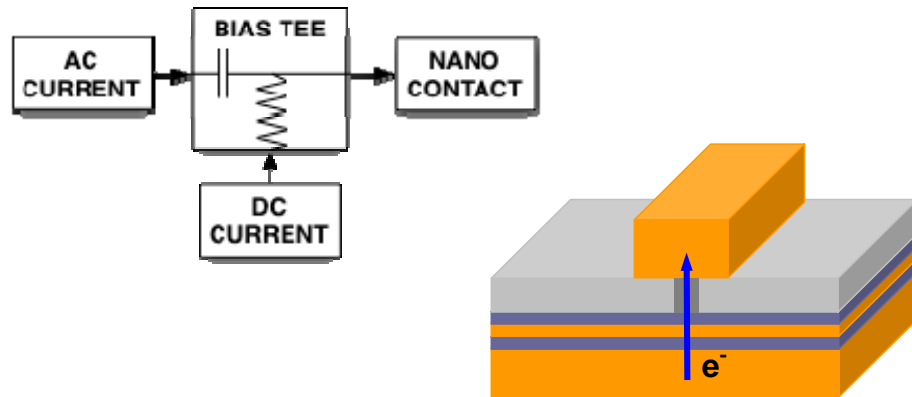 BIAS TEE
AC
CURRENT
NANO
CONTACT
DC
CURRENT
e-